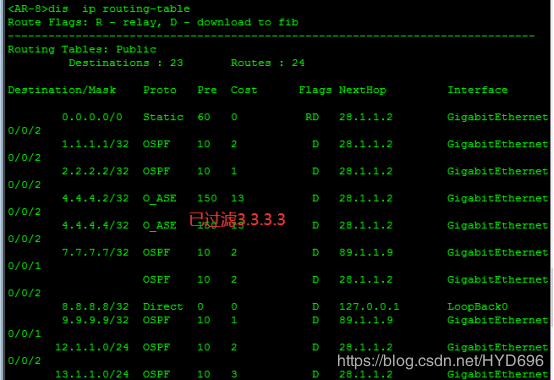 <AR-8>dis  ip routing-table
Route Flags: R - relay, D - download to fib
------------------------------------------------------------------------------
Routing Tables: Public
         Destinations : 23       Routes : 24

Destination/Mask    Proto   Pre  Cost      Flags NextHop         Interface

        0.0.0.0/0   Static  60   0          RD   28.1.1.2        GigabitEthernet
0/0/2
        1.1.1.1/32  OSPF    10   2           D   28.1.1.2        GigabitEthernet
0/0/2
        2.2.2.2/32  OSPF    10   1           D   28.1.1.2        GigabitEthernet
0/0/2
        4.4.4.2/32  O_ASE   150  13          D   28.1.1.2        GigabitEthernet
0/0/2
已过滤3.3.3.3
        4.4.4.4/32  O_ASE                    D   28.1.1.2        GigabitEthernet
0/0/2
        7.7.7.7/32  OSPF    10   2           D   89.1.1.9        GigabitEthernet
0/0/1
                    OSPF    10   2           D   28.1.1.2        GigabitEthernet
0/0/2
        8.8.8.8/32  Direct  0    0           D   127.0.0.1       LoopBack0
        9.9.9.9/32  OSPF    10   1           D   89.1.1.9        GigabitEthernet
0/0/1
       12.1.1.0/24  OSPF    10   2           D   28.1.1.2        GigabitEthernet
0/0/2
       13.1.1.0/24  OSPF    10   3           D   28.1.1.2        GigabitEthernet
https://blog.csdn.net/HYD696